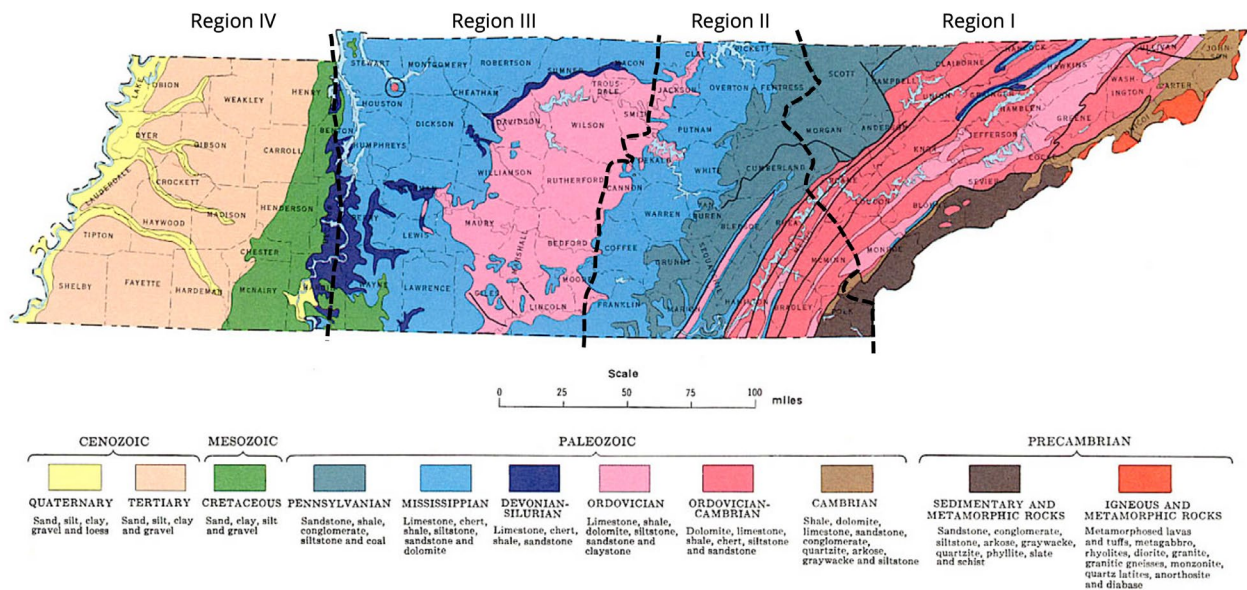 Region IV
Region III
Region II
Region I
LAKE
OBION
WEAKLEY
HENRY
DYER
GIBSON
CARROLL
BENTON
LAUDERDALE
CROCKETT
HAYWOOD
MADISON
HENDERSON
TIPTON
CHESTER
SHELBY
FAYETTE
HARDEMAN
McNAIRY
STEWART
MONTGOMERY
ROBERTSON
SUMNER
MACON
HOUSTON
CHEATHAM
TROUS-
DALE
DICKSON
DAVIDSON
WILSON
SMITH
HUMPHREYS
WILLIAMSON
RUTHERFORD
CANNON
DEKALB
LEWIS
MAURY
MARSHALL
BEDFORD
COFFEE
WAYNE
LAWRENCE
GILES
LINCOLN
MOORE
FRANKLIN
CLAY
PICKETT
JACKSON
OVERTON
FENTRESS
PUTNAM
WHITE
CUMBERLAND
WARREN
VAN
BUREN
BLEDSOE
GRUNDY
SEQUATCHIE
MARION
HAMILTON
BRADLEY
POLK
RHEA
SCOTT
CAMPBELL
MORGAN
ANDERSON
ROANE
LOUDON
McMINN
MONROE
BLOUNT
KNOX
SEVIER
CLAIBORNE
UNION
GRAINGER
HANCOCK
HAWKINS
HAMBLEN
JEFFERSON
COCKE
GREENE
WASH-
INGTON
SULLIVAN
UNICOI
CARTER
JOHN
SON
Scale
0 25 50 75 100 miles
CENOZOIC
MESOZOIC
PALEOZOIC
PRECAMBRIAN
QUATERNARY
Sand, silt, clay,
gravel and loess
TERTIARY
Sand, silt, clay
and gravel
CRETACEOUS
Sand, clay, silt
and gravel
PENNSYLVANIAN
Sandstone, shale,
conglomerate,
siltstone and coal
MISSISSIPPIAN
Limestone, chert,
shale, siltstone,
sandstone and
dolomite
DEVONIAN-
SILURIAN
Limestone, chert,
shale, sandstone
ORDOVICIAN
Limestone, shale,
dolomite, siltstone,
sandstone and
claystone
ORDOVICIAN-
CAMBRIAN
Dolomite, limestone,
shale, chert, siltstone
and sandstone
CAMBRIAN
Shale, dolomite,
limestone, sandstone,
conglomerate,
quartzite, arkose,
graywacke and siltstone
SEDIMENTARY AND
METAMORPHIC ROCKS
Sandstone, conglomerate,
siltstone, arkose, graywacke,
quartzite, phyllite, slate
and schist
IGNEOUS AND
METAMORPHIC ROCKS
Metamorphosed lavas
and tuffs, metagabbro,
rhyolites, diorite, granite,
granitic gneisses, monzonite,
quartz latites, anorthosite
and diabase